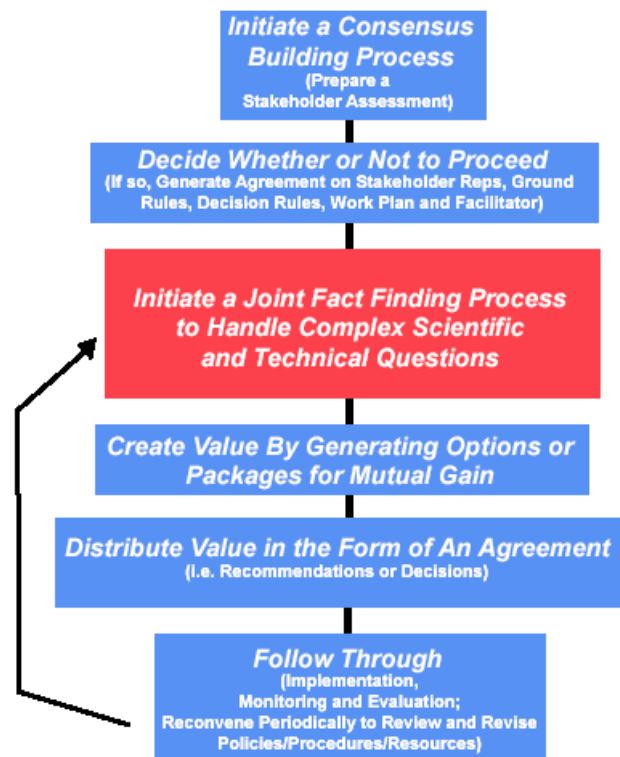 Initiate a Consensus
Building Process
(Prepare a
Stakeholder Assessment)
Decide Whether or Not to Proceed
(If so, Generate Agreement on Stakeholder Reps, Ground
Rules, Decision Rules, Work Plan and Facilitator)
Initiate a Joint Fact Finding Process
to Handle Complex Scientific
and Technical Questions
Create Value By Generating Options or
Packages for Mutual Gain
Distribute Value in the Form of An Agreement
(i.e. Recommendations or Decisions)
Follow Through
(Implementation,
Monitoring and Evaluation;
Reconvene Periodically to Review and Revise
Policies/Procedures/Resources)